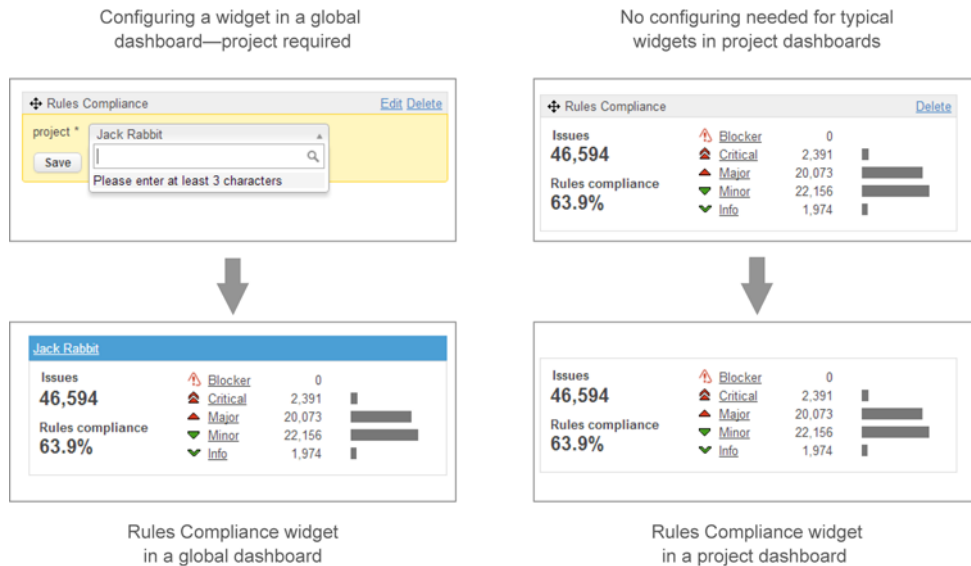 Configuring a widget in a global
dashboard—project required
Rules Compliance Edit Delete
project * Jack Rabbit
Save
Please enter at least 3 characters
Jack Rabbit
Issues
46,594
Rules compliance
63.9%
Blocker 0
Critical 2,391
Major 20,073
Minor 22,156
Info 1,974
Rules Compliance widget
in a global dashboard
No configuring needed for typical
widgets in project dashboards
Rules Compliance Delete
Issues
46,594
Rules compliance
63.9%
Blocker 0
Critical 2,391
Major 20,073
Minor 22,156
Info 1,974
Issues
46,594
Rules compliance
63.9%
Blocker 0
Critical 2,391
Major 20,073
Minor 22,156
Info 1,974
Rules Compliance widget
in a project dashboard